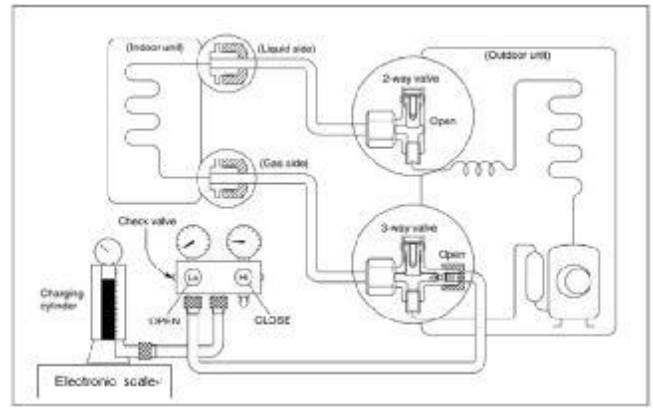 (Indoor unit)
(Liquid side)
(Outdoor unit)
2-way valve
Open
(Gas side)
Check valve
3-way valve
Open
Lo
Hi
Charging
cylinder
OPEN
CLOSE
Electronic scale